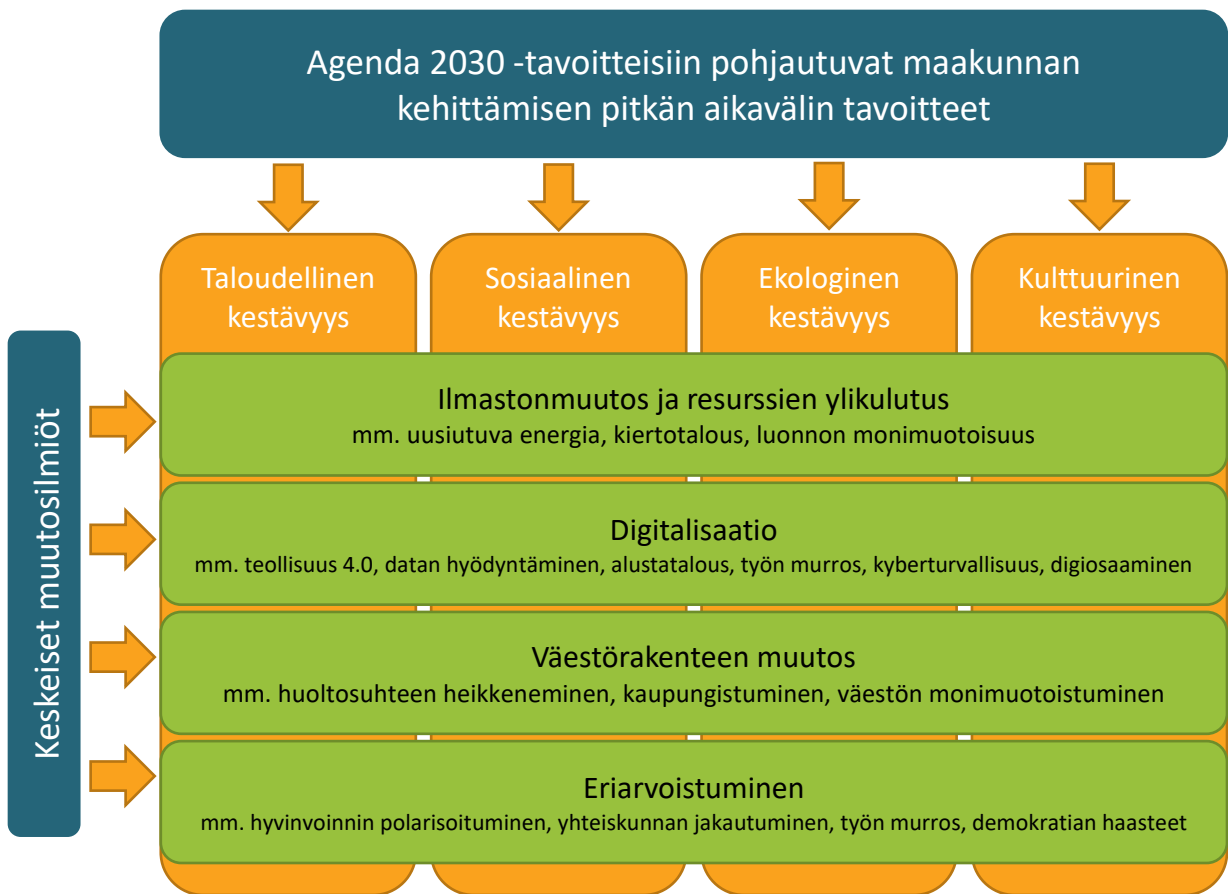 Agenda 2030 -tavoitteisiin pohjautuvat maakunnan
kehittämisen pitkän aikavälin tavoitteet
Taloudellinen
kestävyys
Sosiaalinen
kestävyys
Ekologinen
kestävyys
Kulttuurinen
kestävyys
Keskeiset muutosilmiöt
Ilmastonmuutos ja resurssien ylikulutus
mm. uusiutuva energia, kiertotalous, luonnon monimuotoisuus
Digitalisaatio
mm. teollisuus 4.0, datan hyödyntäminen, alustatalous, työn murros, kyberturvallisuus, digiosaaminen
Väestörakenteen muutos
mm. huoltosuhteen heikkeneminen, kaupungistuminen, väestön monimuotoistuminen
Eriarvoistuminen
mm. hyvinvoinnin polarisoituminen, yhteiskunnan jakautuminen, työn murros, demokratian haasteet